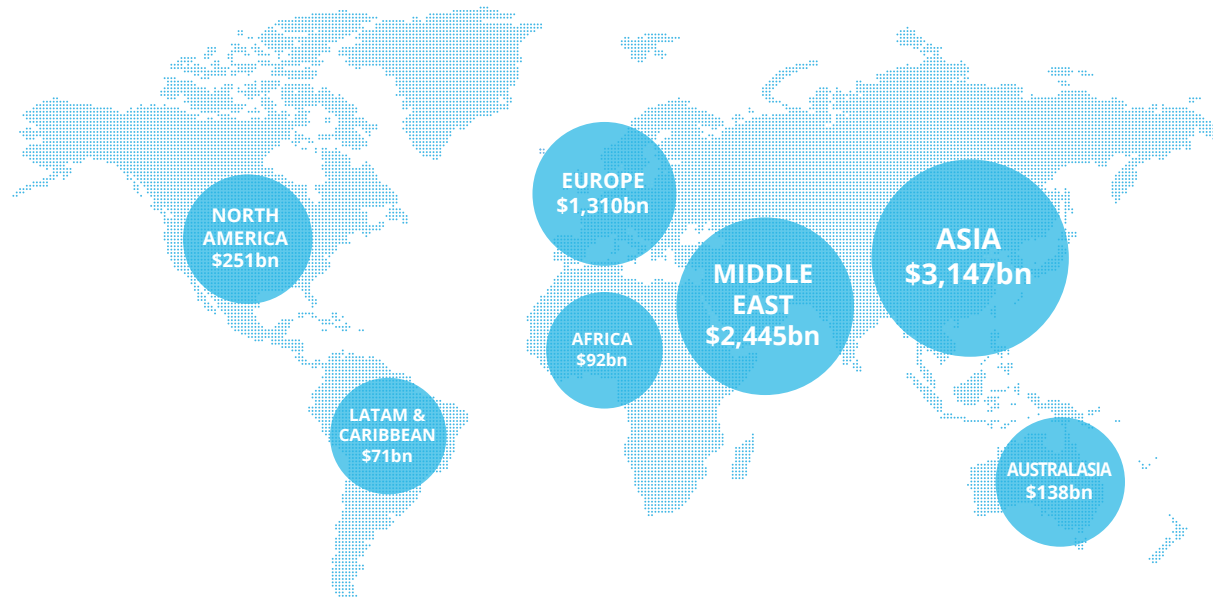 EUROPE
$1,310bn
NORTH
AMERICA
$251bn
ASIA
$3,147bn
MIDDLE
EAST
$2,445bn
AFRICA
$92bn
LATAM &
CARIBBEAN
$71bn
AUSTRALASIA
$138bn